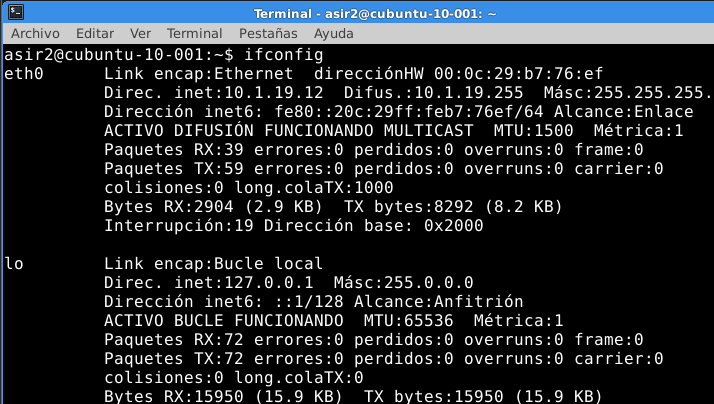 Terminal - asir2@cubuntu-10-001: ~
Archivo Editar Ver Terminal Pestañas Ayuda
asir2@cubuntu-10-001:~$ ifconfig
eth0 Link encap:Ethernet direcciónHW 00:0c:29:b7:76:ef
Direc. inet:10.1.19.12 Difus.:10.1.19.255 Másc:255.255.255.
Dirección inet6: fe80::20c:29ff:feb7:76ef/64 Alcance:Enlace
ACTIVO DIFUSIÓN FUNCIONANDO MULTICAST MTU:1500 Métrica:1
Paquetes RX:39 errores:0 perdidos:0 overruns:0 frame:0
Paquetes TX:59 errores:0 perdidos:0 overruns:0 carrier:0
colisiones:0 long.colaTX:1000
Bytes RX:2904 (2.9 KB) TX bytes:8292 (8.2 KB)
Interrupción:19 Dirección base: 0x2000
lo Link encap:Bucle local
Direc. inet:127.0.0.1 Másc:255.0.0.0
Dirección inet6: ::1/128 Alcance:Anfitrión
ACTIVO BUCLE FUNCIONANDO MTU:65536 Métrica:1
Paquetes RX:72 errores:0 perdidos:0 overruns:0 frame:0
Paquetes TX:72 errores:0 perdidos:0 overruns:0 carrier:0
colisiones:0 long.colaTX:0
Bytes RX:15950 (15.9 KB) TX bytes:15950 (15.9 KB)